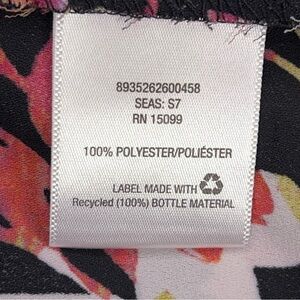 8935262600458
SEAS: S7
RN 15099
100% POLYESTER/POLIÉSTER
LABEL MADE WITH
Recycled (100%) BOTTLE MATERIAL